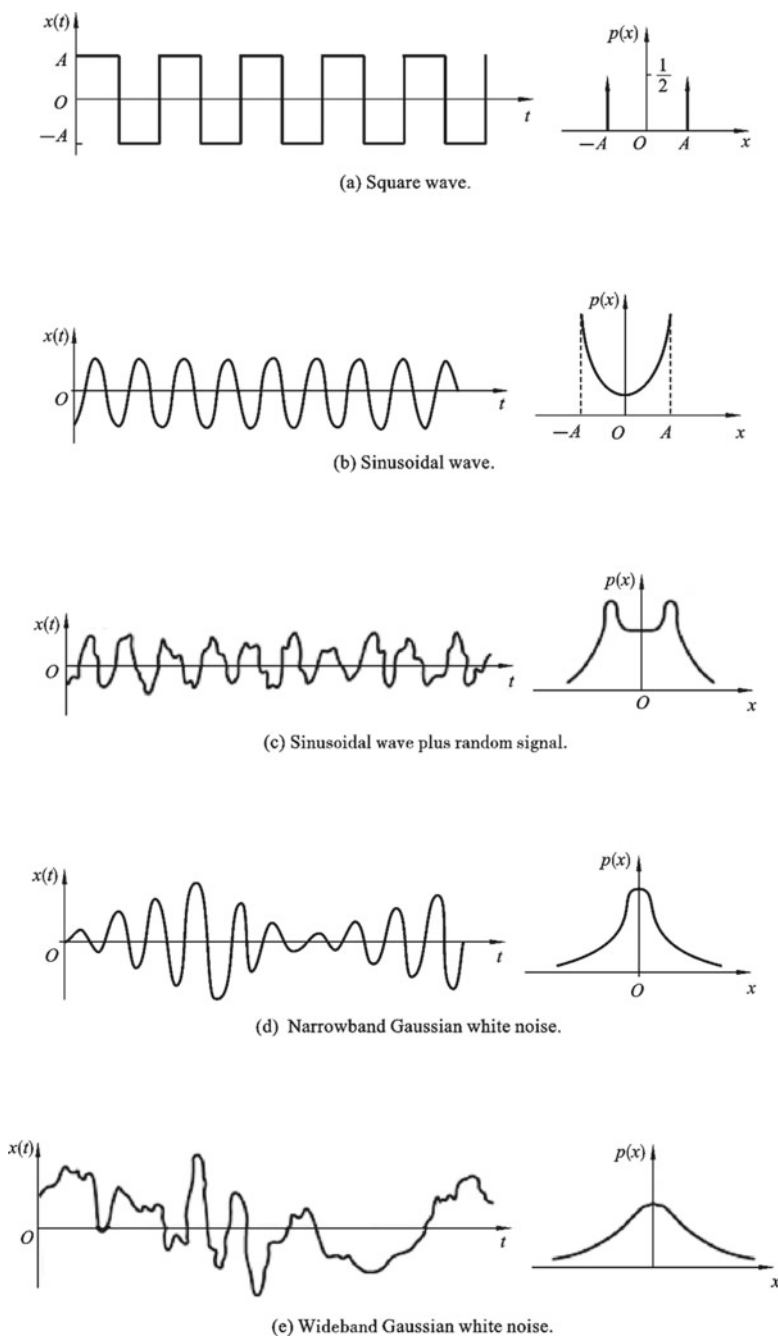 x(t)
A
O
−A
t
p(x)
1
2
−A O A x
(a) Square wave.
x(t)
O
t
p(x)
−A O A x
(b) Sinusoidal wave.
x(t)
O
t
p(x)
O x
(c) Sinusoidal wave plus random signal.
x(t)
O
t
p(x)
O x
(d) Narrowband Gaussian white noise.
x(t)
O
t
p(x)
x
(e) Wideband Gaussian white noise.